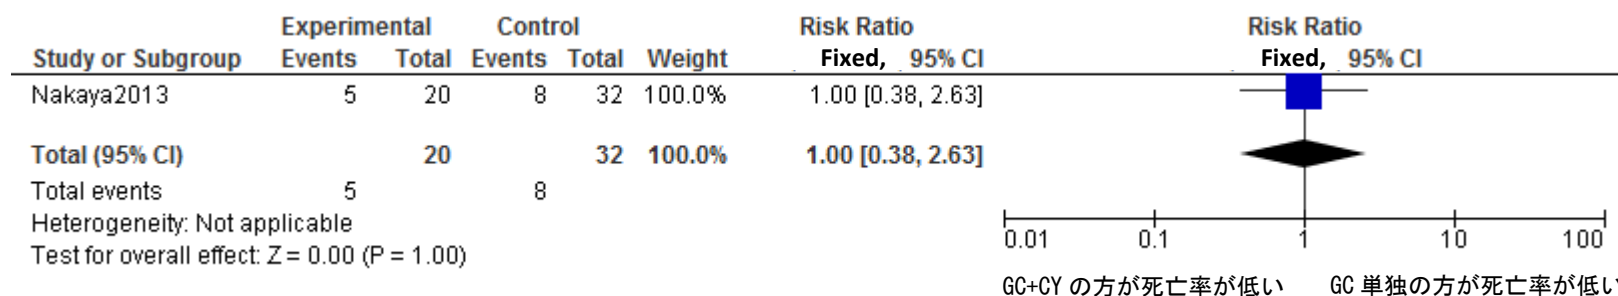 Experimental Control Risk Ratio Risk Ratio
Study or Subgroup Events Total Events Total Weight Fixed, 95% CI Fixed, 95% CI
Nakaya2013 5 20 8 32 100.0% 1.00 [0.38, 2.63]
Total (95% CI) 20 32 100.0% 1.00 [0.38, 2.63]
Total events 5 8
Heterogeneity: Not applicable
Test for overall effect: Z = 0.00 (P = 1.00)
0.01 0.1 1 10 100
GC+CY の方が死亡率が低い GC 単独の方が死亡率が低い